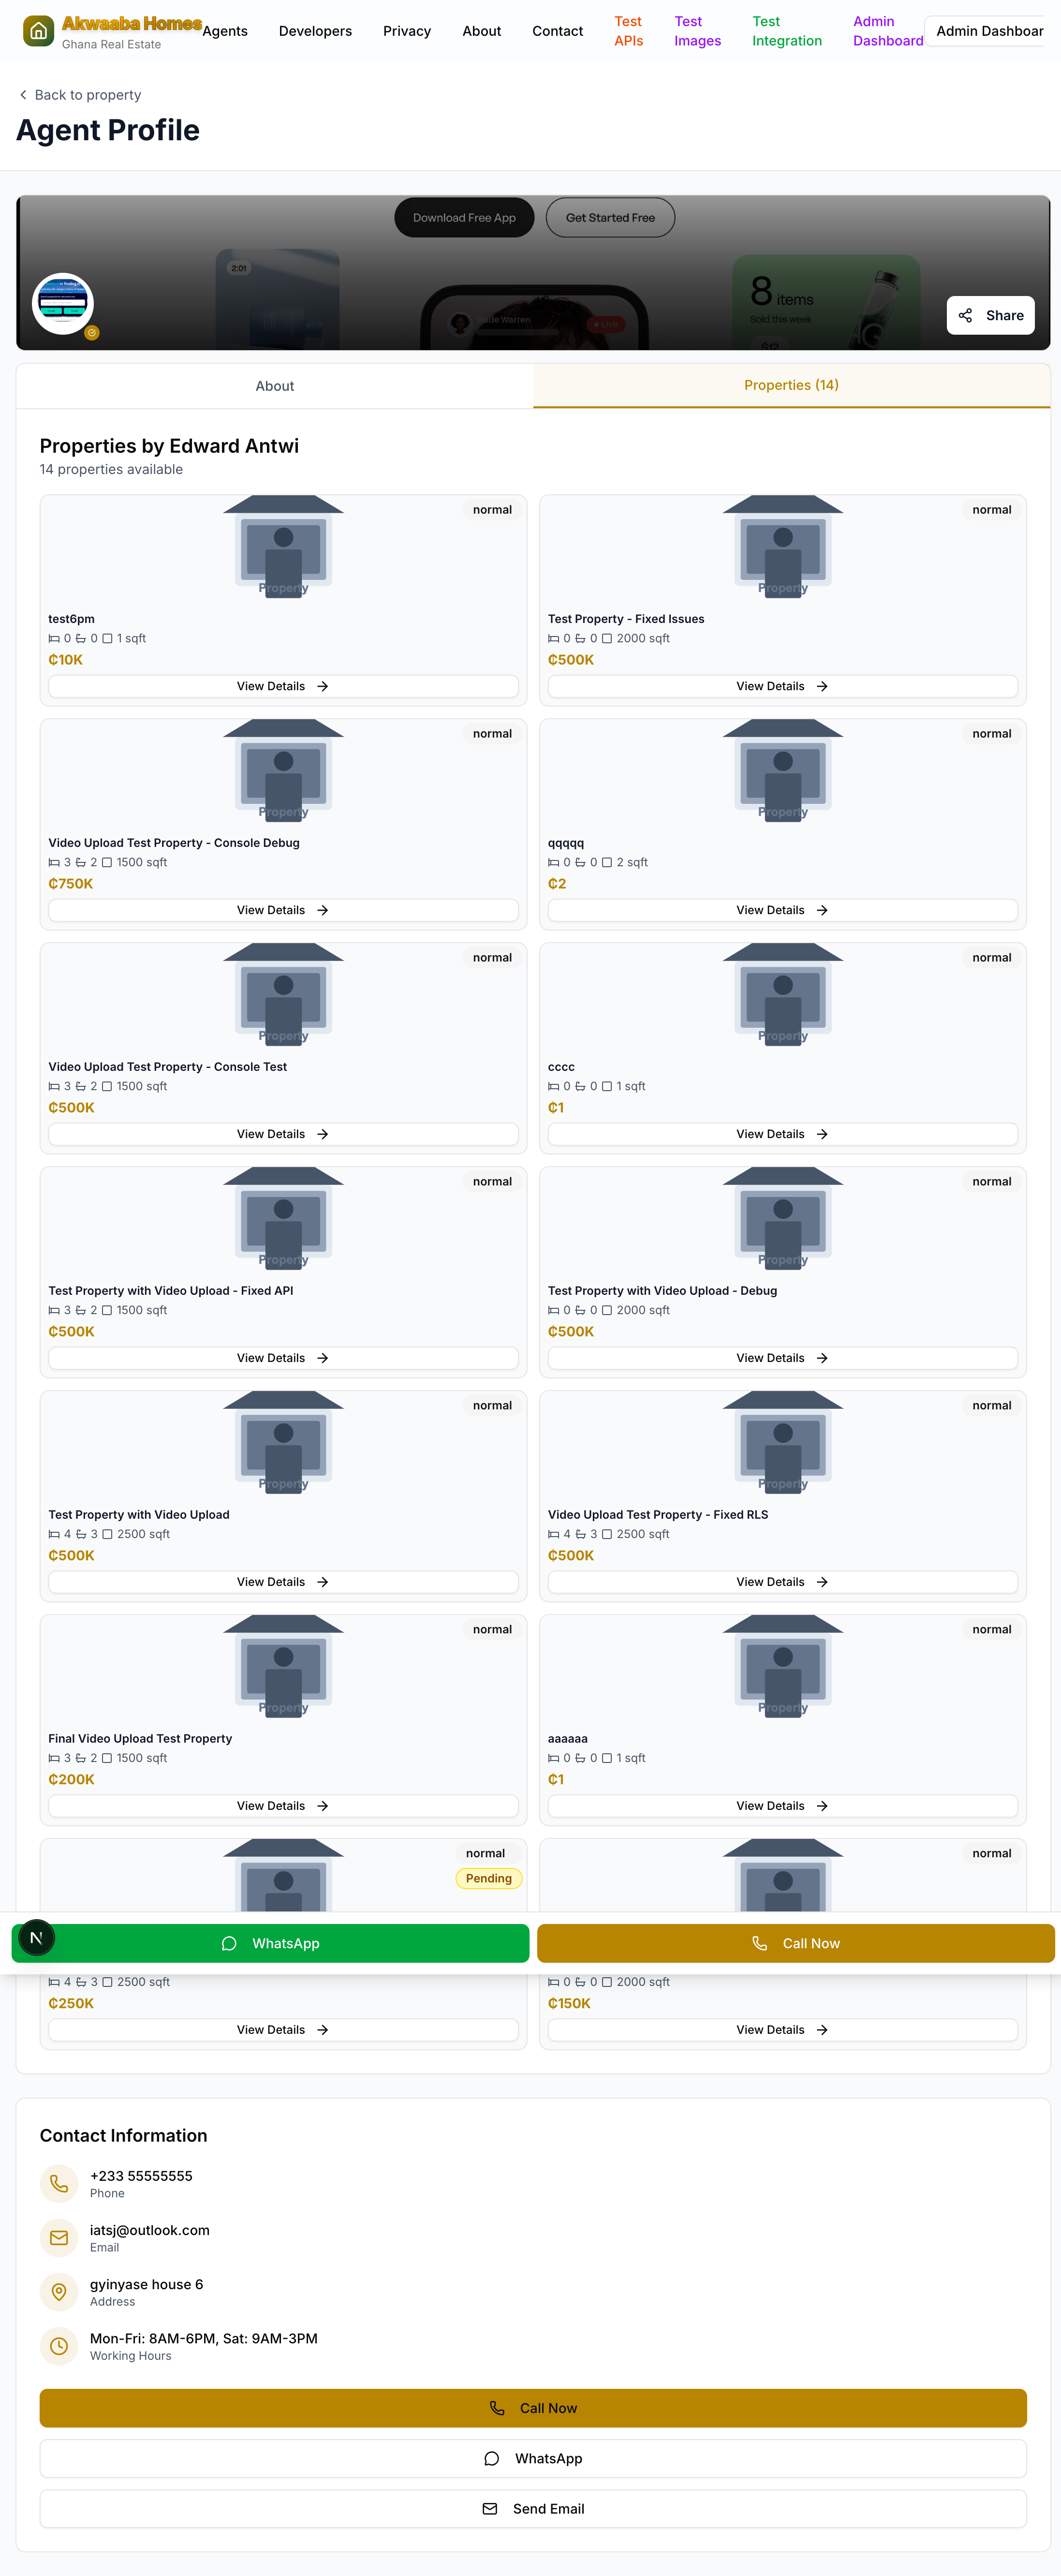 Akwaaba Homes
Ghana Real Estate
Agents
Developers
Privacy
About
Contact
Test
APIs
Test
Images
Test
Integration
Admin
Dashboard
Admin Dashboar
Back to property
Agent Profile
Download Free App
Get Started Free
2:01
8 items
Sold this week
Warren
Live
$12
Share
About
Properties (14)
Properties by Edward Antwi
14 properties available
Property
normal
test6pm
0 0 1 sqft
₵10K
View Details
Property
normal
Test Property - Fixed Issues
0 0 2000 sqft
₵500K
View Details
Property
normal
Video Upload Test Property - Console Debug
3 2 1500 sqft
₵750K
View Details
Property
normal
qqqqq
0 0 2 sqft
₵2
View Details
Property
normal
Video Upload Test Property - Console Test
3 2 1500 sqft
₵500K
View Details
Property
normal
cccc
0 0 1 sqft
₵1
View Details
Property
normal
Test Property with Video Upload - Fixed API
3 2 1500 sqft
₵500K
View Details
Property
normal
Test Property with Video Upload - Debug
0 0 2000 sqft
₵500K
View Details
Property
normal
Test Property with Video Upload
4 3 2500 sqft
₵500K
View Details
Property
normal
Video Upload Test Property - Fixed RLS
4 3 2500 sqft
₵500K
View Details
Property
normal
Final Video Upload Test Property
3 2 1500 sqft
₵200K
View Details
Property
normal
aaaaaa
0 0 1 sqft
₵1
View Details
normal
Pending
normal
N
WhatsApp
Call Now
4 3 2500 sqft
₵250K
View Details
0 0 2000 sqft
₵150K
View Details
Contact Information
+233 55555555
Phone
iatsj@outlook.com
Email
gyinyase house 6
Address
Mon-Fri: 8AM-6PM, Sat: 9AM-3PM
Working Hours
Call Now
WhatsApp
Send Email